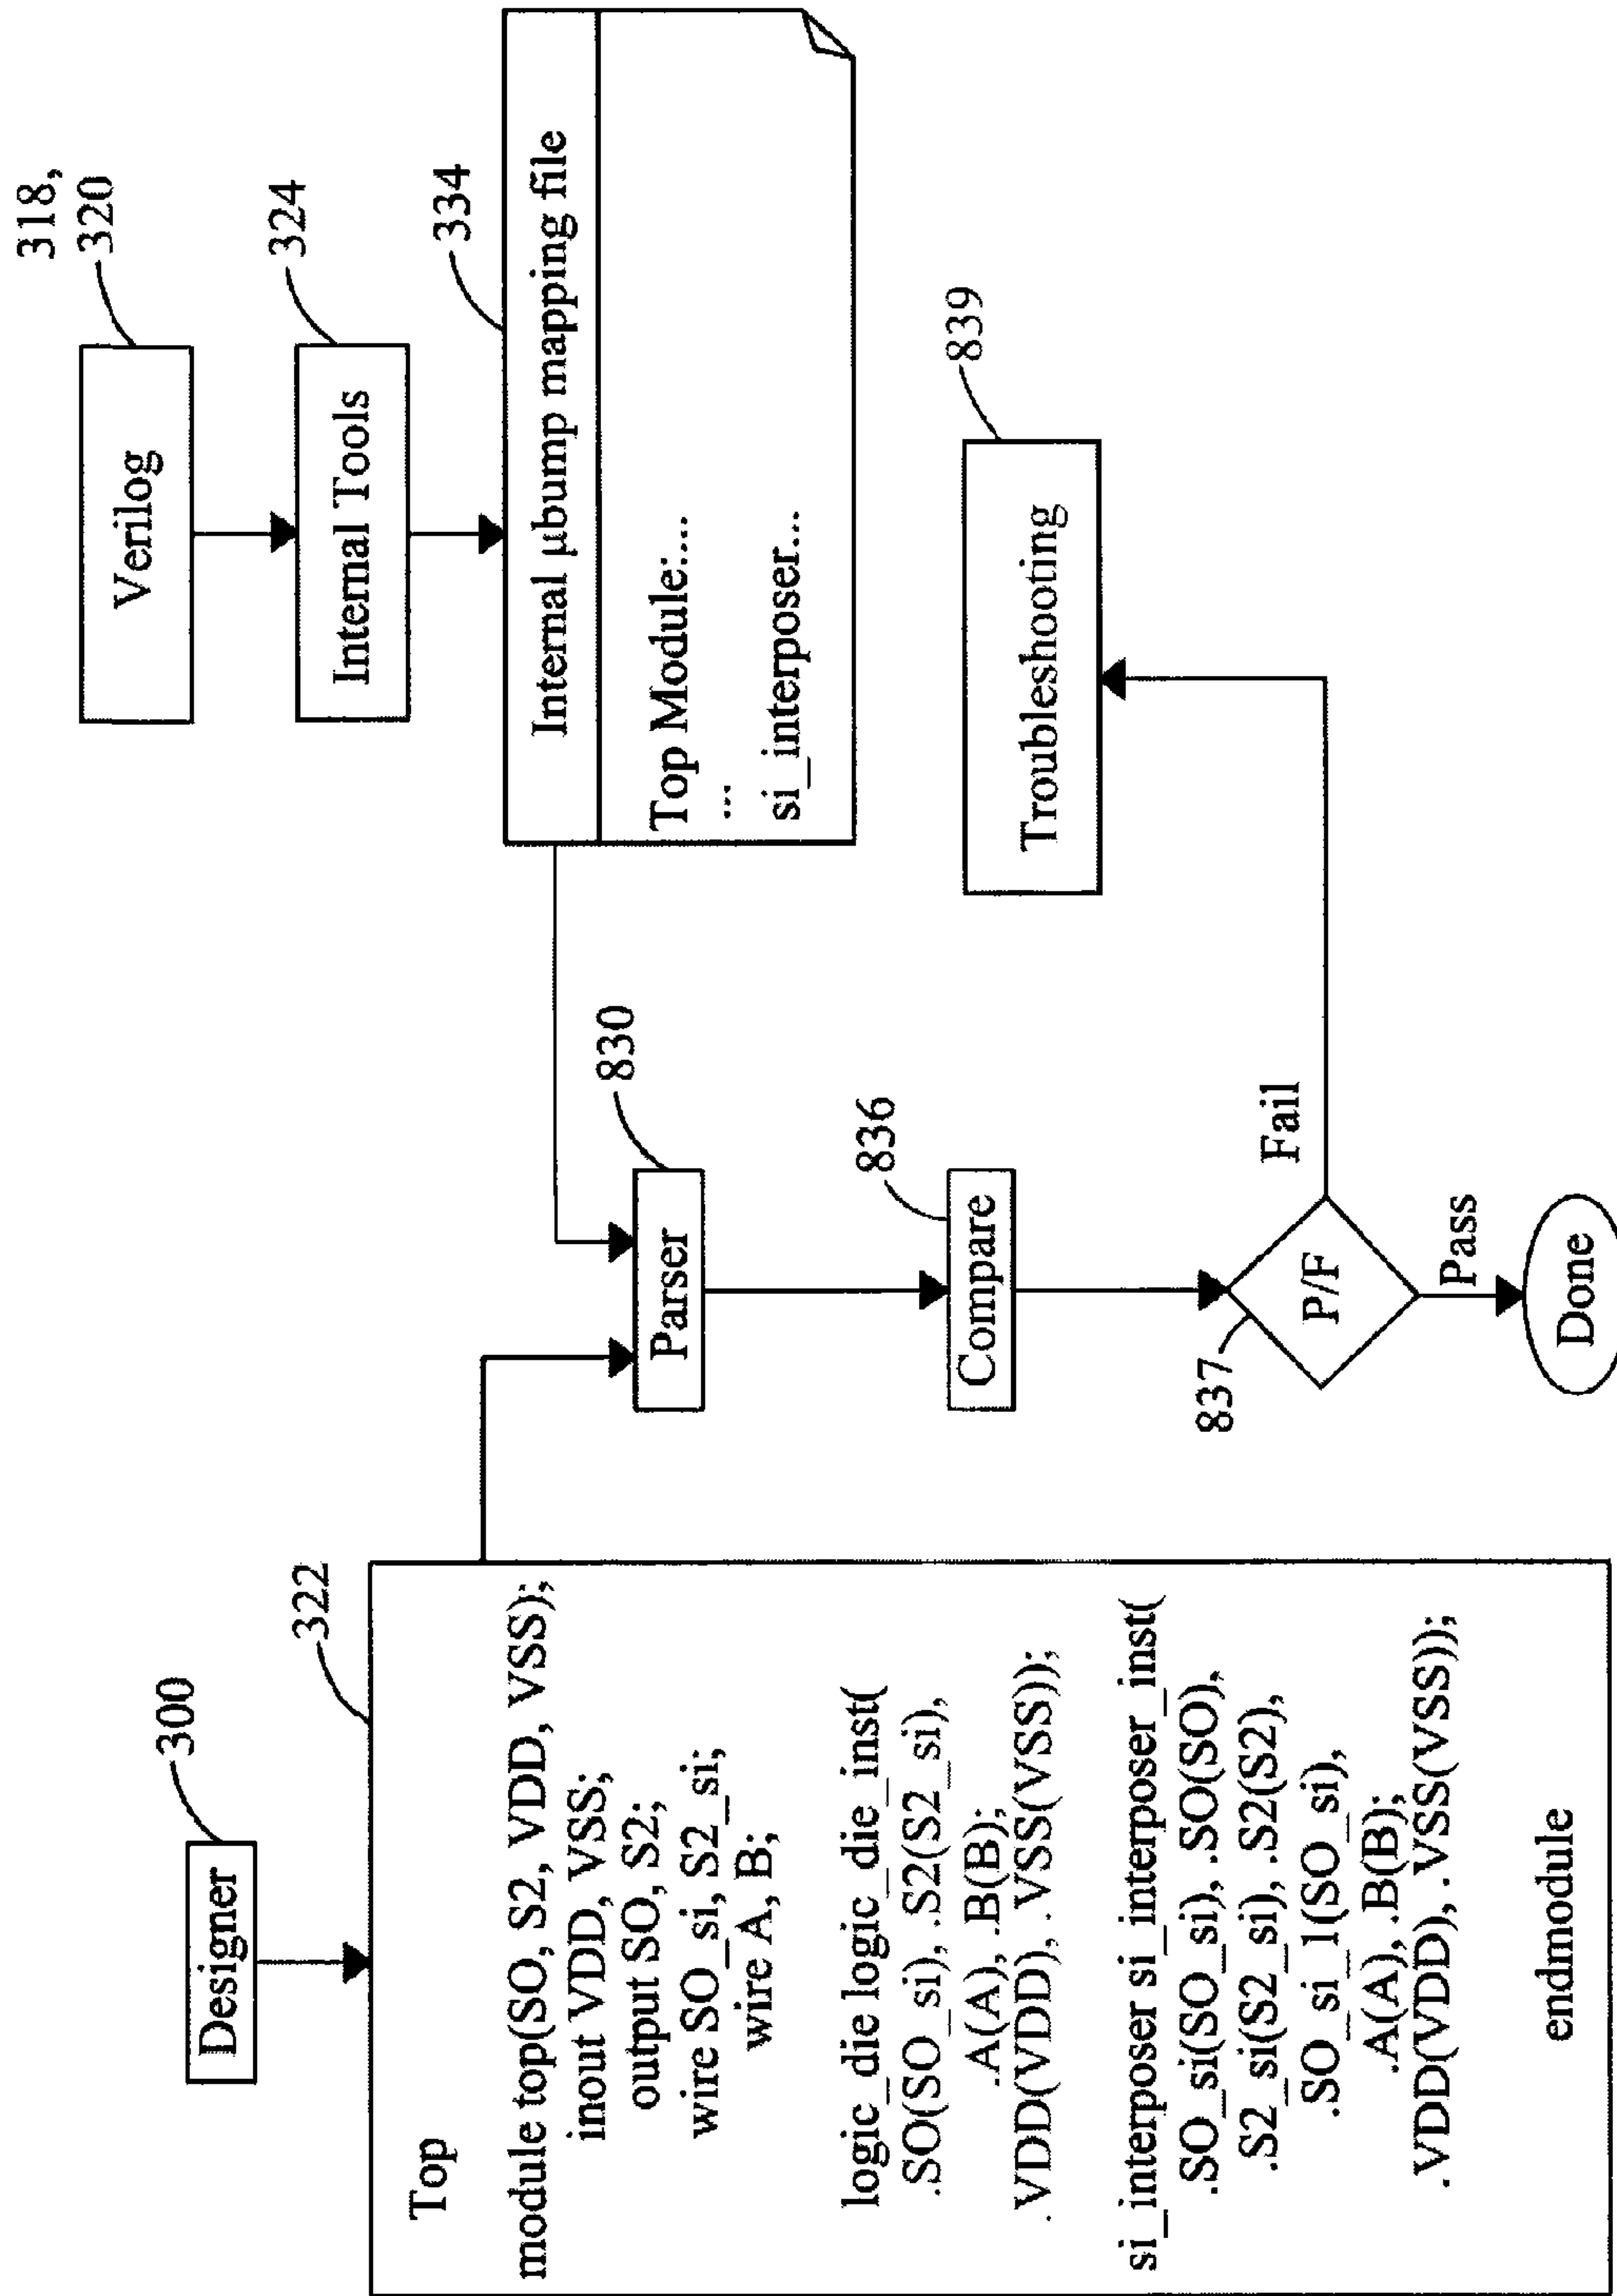 300
Designer
322
Top
module top(SO, S2, VDD, VSS);
inout VDD, VSS;
output SO, S2;
wire SO_si, S2_si;
wire A, B;
logic_die logic_die_inst(
.SO(SO_si), .S2(S2_si),
.A(A), .B(B);
.VDD(VDD), .VSS(VSS));
si_interposer si_interposer_inst(
.SO_si(SO_si), .SO(SO),
.S2_si(S2_si), .S2(S2),
.SO_si_1(SO_si),
.A(A), .B(B);
.VDD(VDD), .VSS(VSS));
endmodule
318,
320
Verilog
324
Internal Tools
334
Internal µbump mapping file
Top Module:...
...
si_interposer...
830
Parser
836
Compare
837
P/F
Fail
Pass
Done
839
Troubleshooting